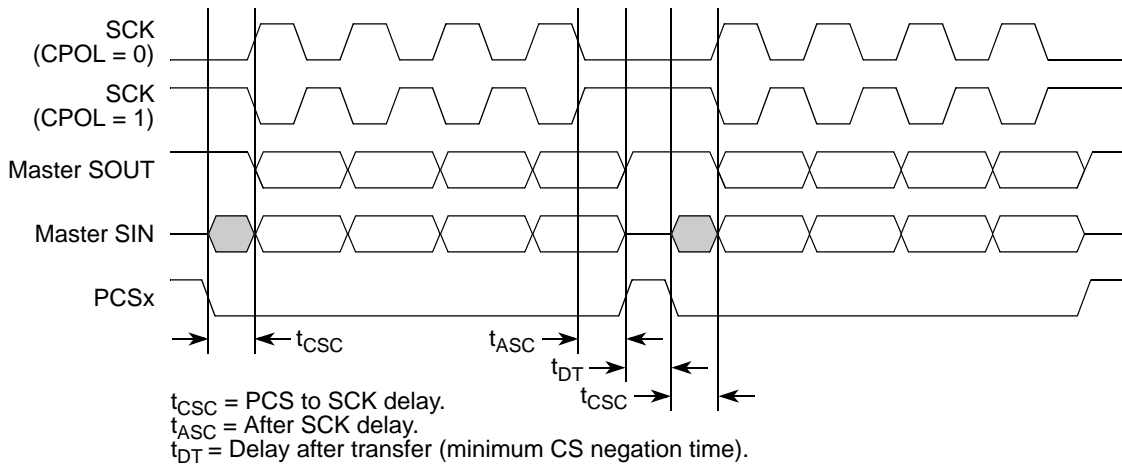 SCK
(CPOL = 0)
SCK
(CPOL = 1)
Master SOUT
Master SIN
PCSx
tCSC
tASC
tDT
tCSC
tCSC = PCS to SCK delay.
tASC = After SCK delay.
tDT = Delay after transfer (minimum CS negation time).